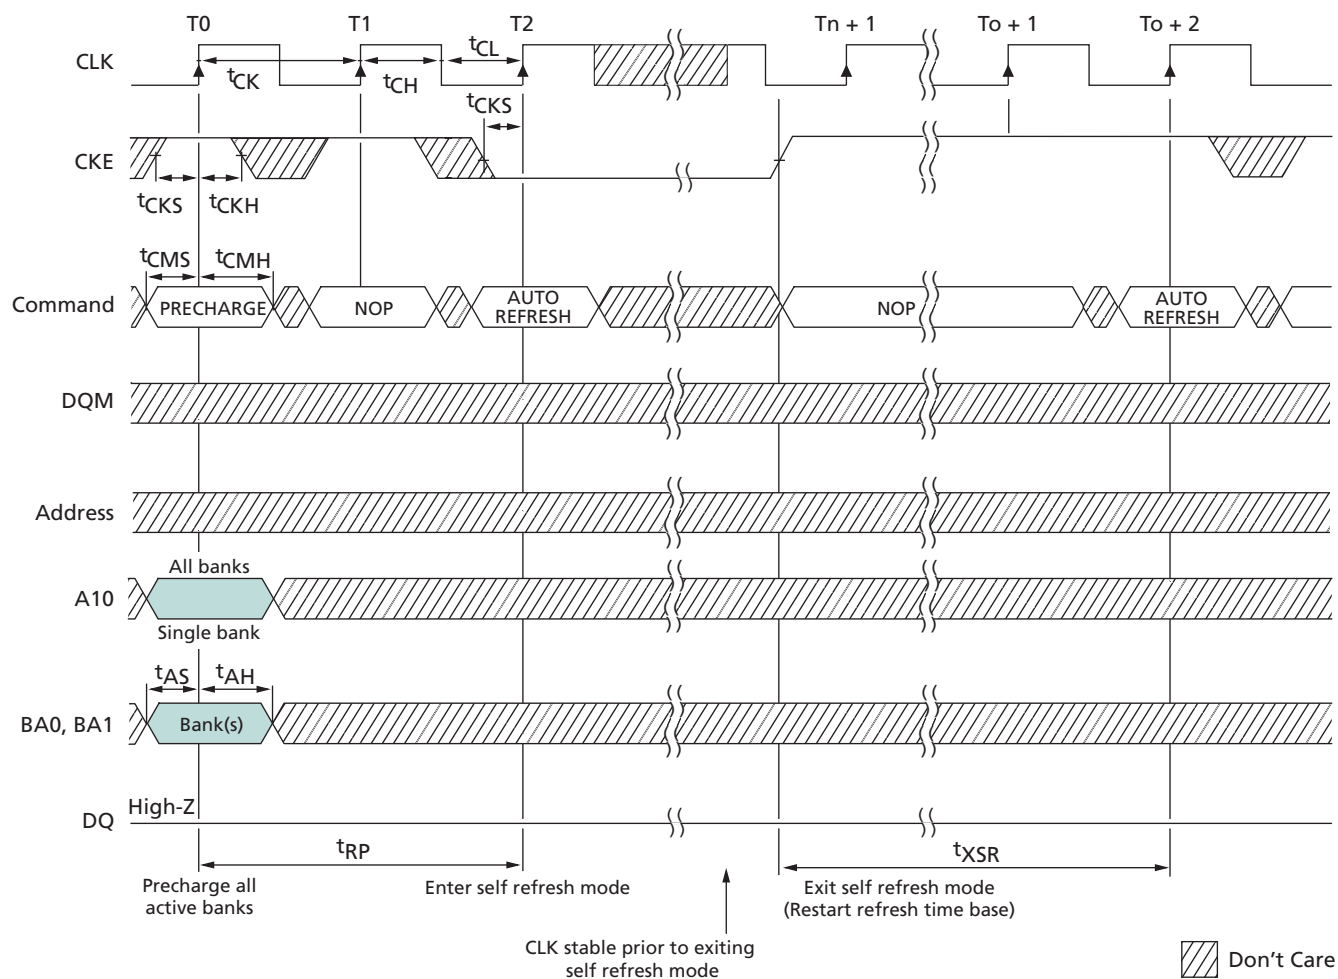 T0 T1 T2 Tn + 1 To + 1 To + 2
CLK
tCK tCH tCL
tCKS
CKE
tCKS tCKH
tCMS tCMH
Command PRECHARGE NOP AUTO REFRESH NOP AUTO REFRESH
DQM
Address
All banks
A10
Single bank
tAS tAH
BA0, BA1 Bank(s)
High-Z
DQ
tRP tXSR
Precharge all
active banks
Enter self refresh mode
Exit self refresh mode
(Restart refresh time base)
CLK stable prior to exiting
self refresh mode
Don't Care